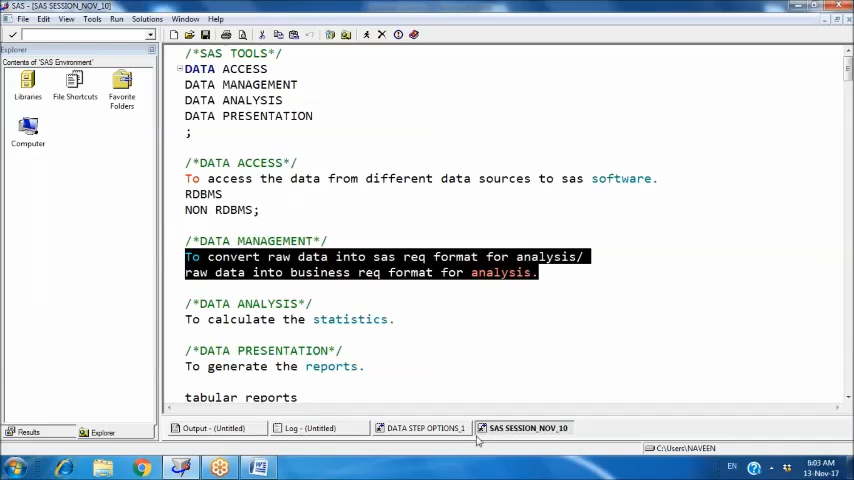 SAS - [SAS SESSION_NOV_10]
File Edit View Tools Run Solutions Window Help
Explorer
Contents of 'SAS Environment'
Libraries File Shortcuts Favorite Folders
Computer
/*SAS TOOLS*/
DATA ACCESS
DATA MANAGEMENT
DATA ANALYSIS
DATA PRESENTATION
;
/*DATA ACCESS*/
To access the data from different data sources to sas software.
RDBMS
NON RDBMS;
/*DATA MANAGEMENT*/
To convert raw data into sas req format for analysis/
raw data into business req format for analysis.
/*DATA ANALYSIS*/
To calculate the statistics.
/*DATA PRESENTATION*/
To generate the reports.
tabular reports
Results Explorer
Output - (Untitled) Log - (Untitled) DATA STEP OPTIONS_1 SAS SESSION_NOV_10
C:\Users\NAVEEN
EN 6:03 AM
13-Nov-17